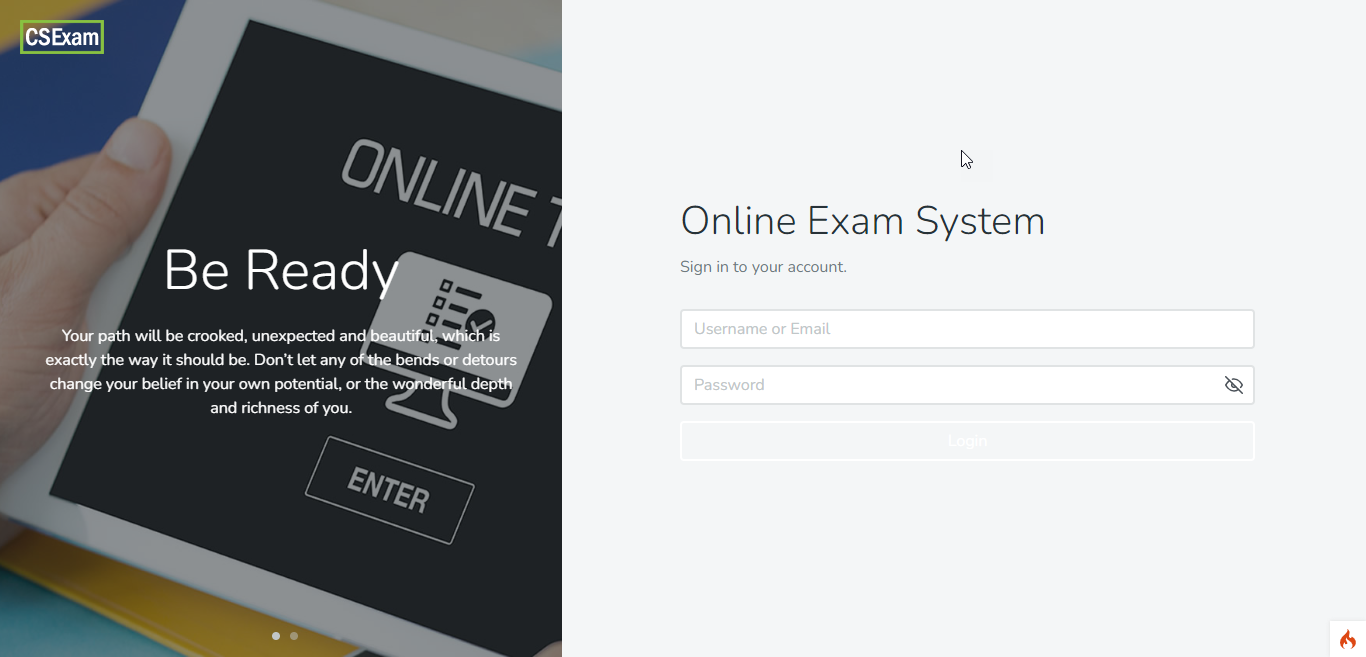 CSExam
ONLINE T
Be Ready
Your path will be crooked, unexpected and beautiful, which is
exactly the way it should be. Don't let any of the bends or detours
change your belief in your own potential, or the wonderful depth
and richness of you.
ENTER
Online Exam System
Sign in to your account.
Username or Email
Password
Login